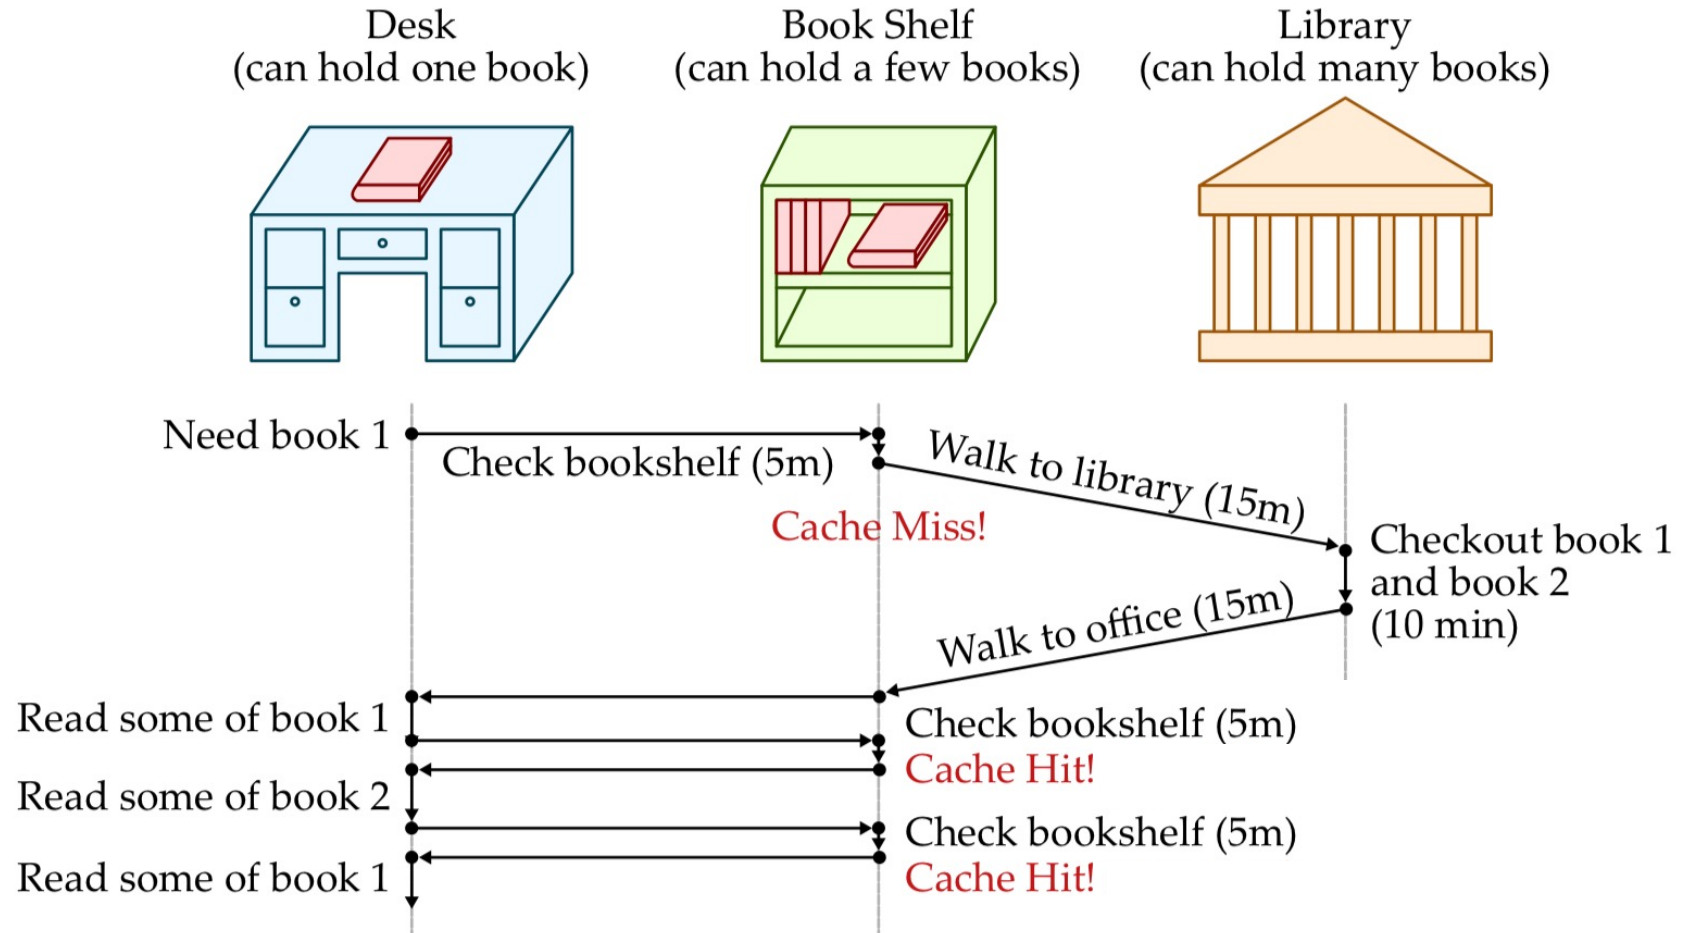 Desk
(can hold one book)
Book Shelf
(can hold a few books)
Library
(can hold many books)
Need book 1
Check bookshelf (5m)
Walk to library (15m)
Cache Miss!
Checkout book 1
and book 2
(10 min)
Walk to office (15m)
Read some of book 1
Check bookshelf (5m)
Cache Hit!
Read some of book 2
Check bookshelf (5m)
Cache Hit!
Read some of book 1